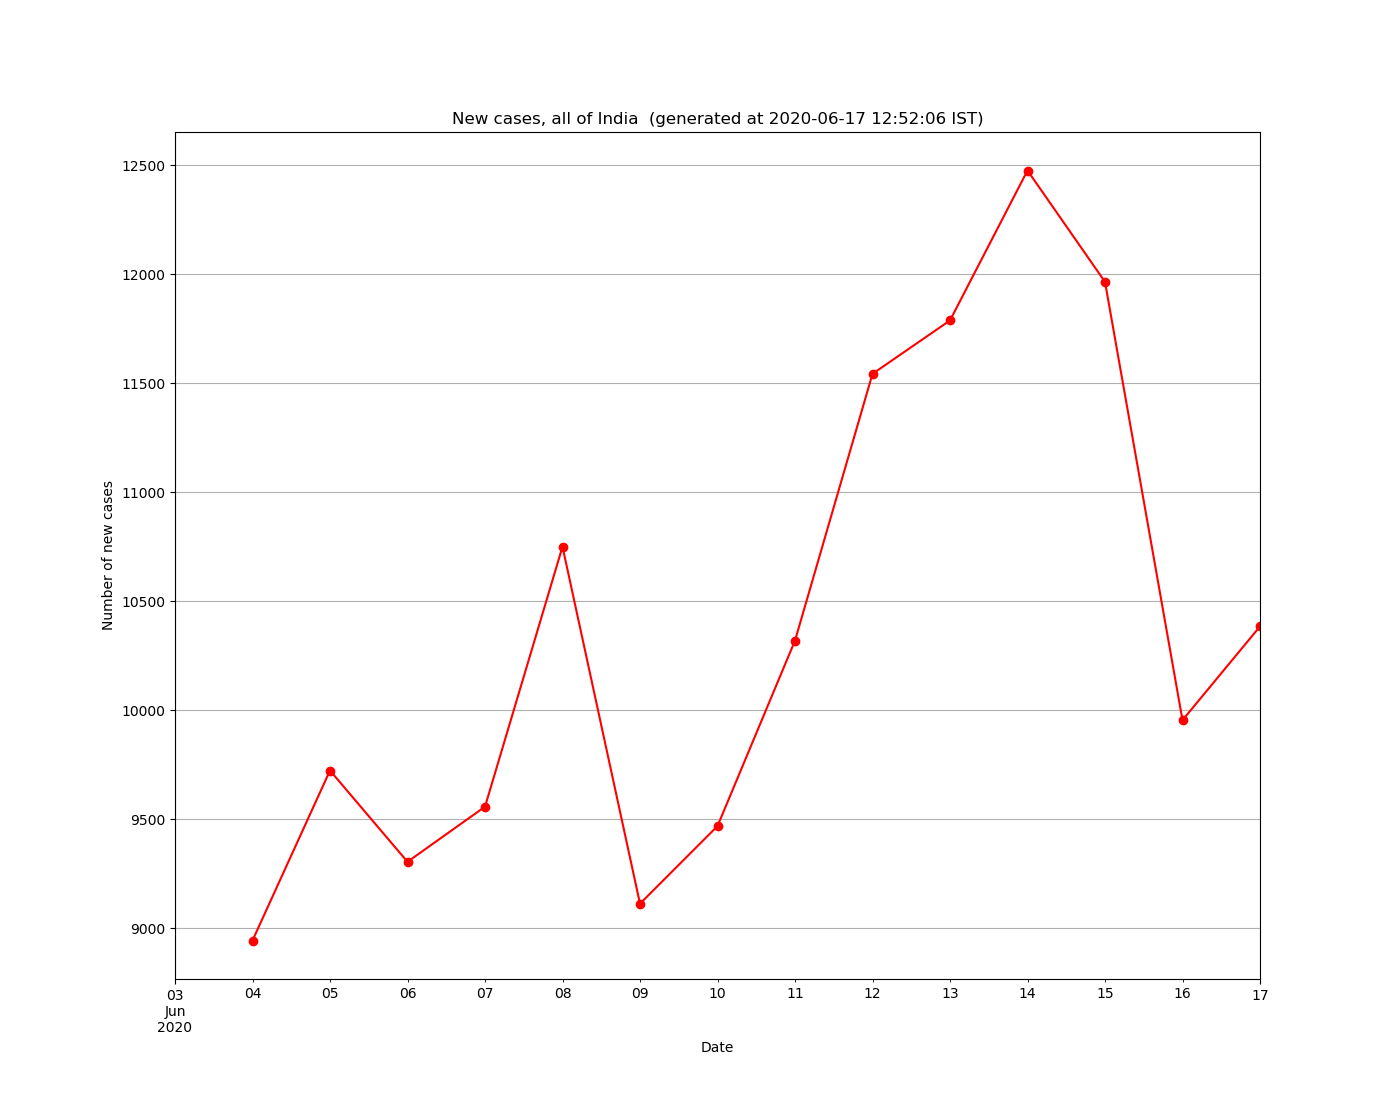 New cases, all of India  (generated at 2020-06-17 12:52:06 IST)
12500
12000
11500
11000
10500
10000
9500
9000
Number of new cases
03 04 05 06 07 08 09 10 11 12 13 14 15 16 17
Jun
2020
Date